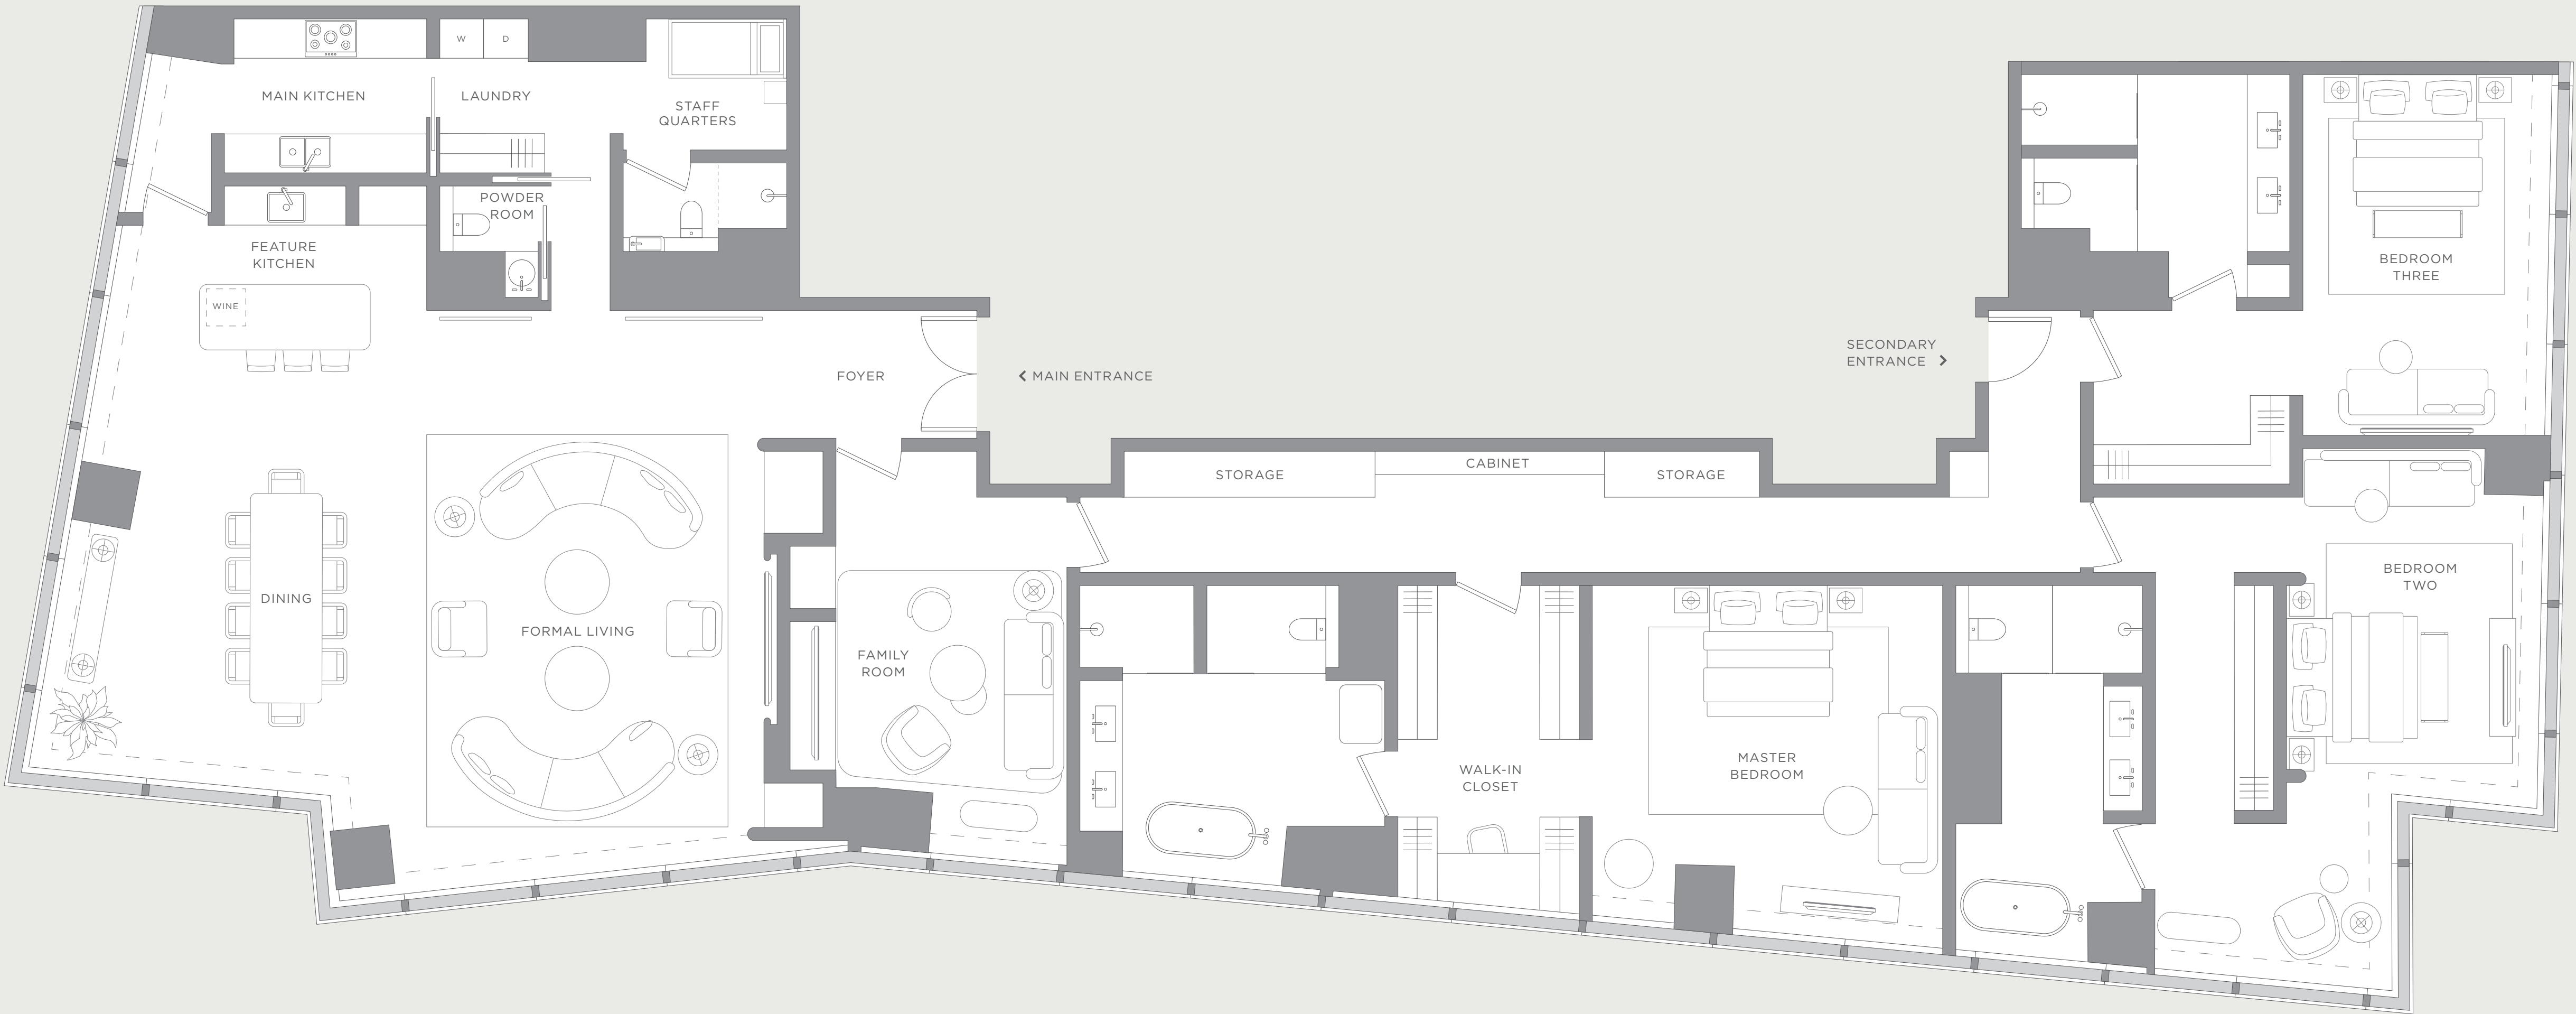 W
D
MAIN KITCHEN
LAUNDRY
STAFF
QUARTERS
POWDER
ROOM
FEATURE
KITCHEN
WINE
BEDROOM
THREE
FOYER
MAIN ENTRANCE
SECONDARY
ENTRANCE
STORAGE
CABINET
STORAGE
DINING
FORMAL LIVING
FAMILY
ROOM
BEDROOM
TWO
WALK-IN
CLOSET
MASTER
BEDROOM